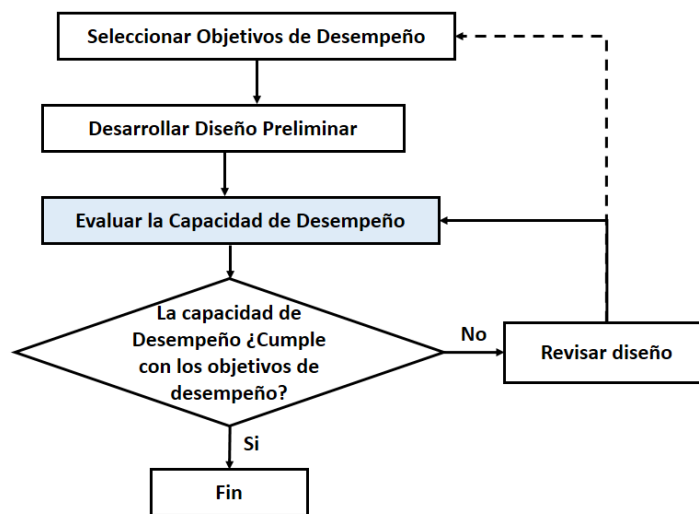 Seleccionar Objetivos de Desempeño
Desarrollar Diseño Preliminar
Evaluar la Capacidad de Desempeño
La capacidad de
Desempeño ¿Cumple
con los objetivos de
desempeño?
No
Revisar diseño
Si
Fin